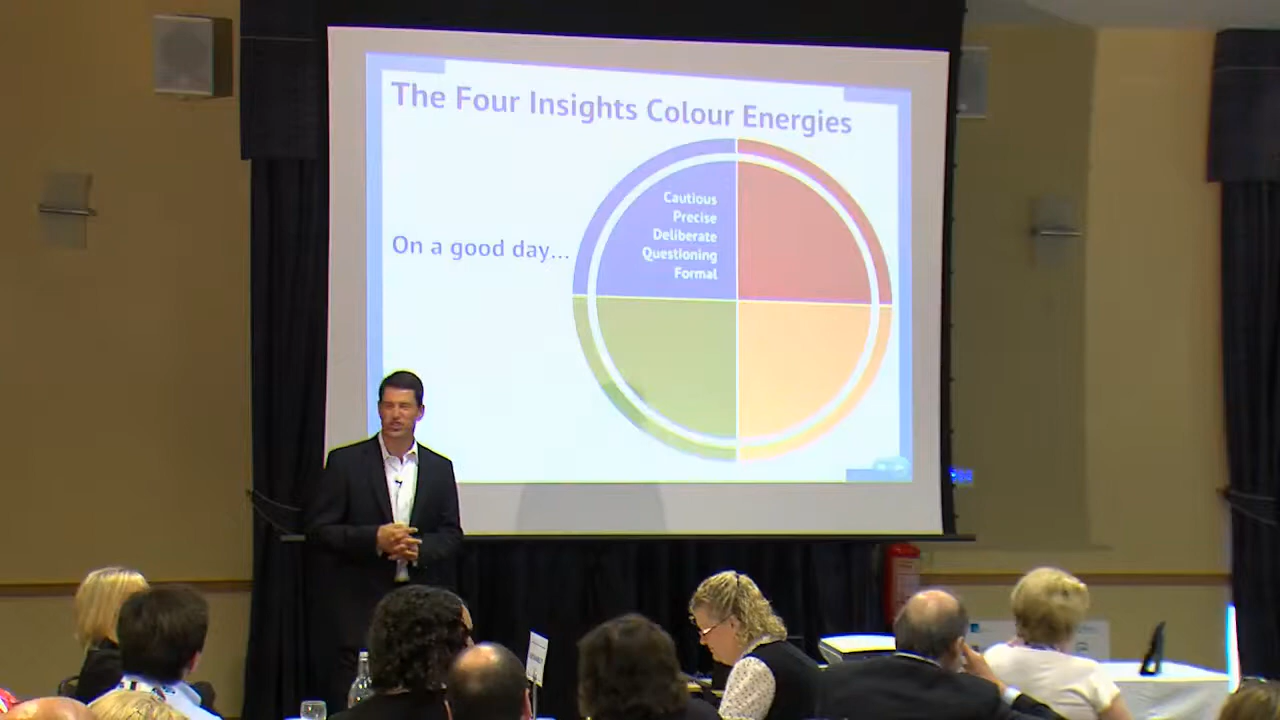 The Four Insights Colour Energies
On a good day...
Cautious
Precise
Deliberate
Questioning
Formal